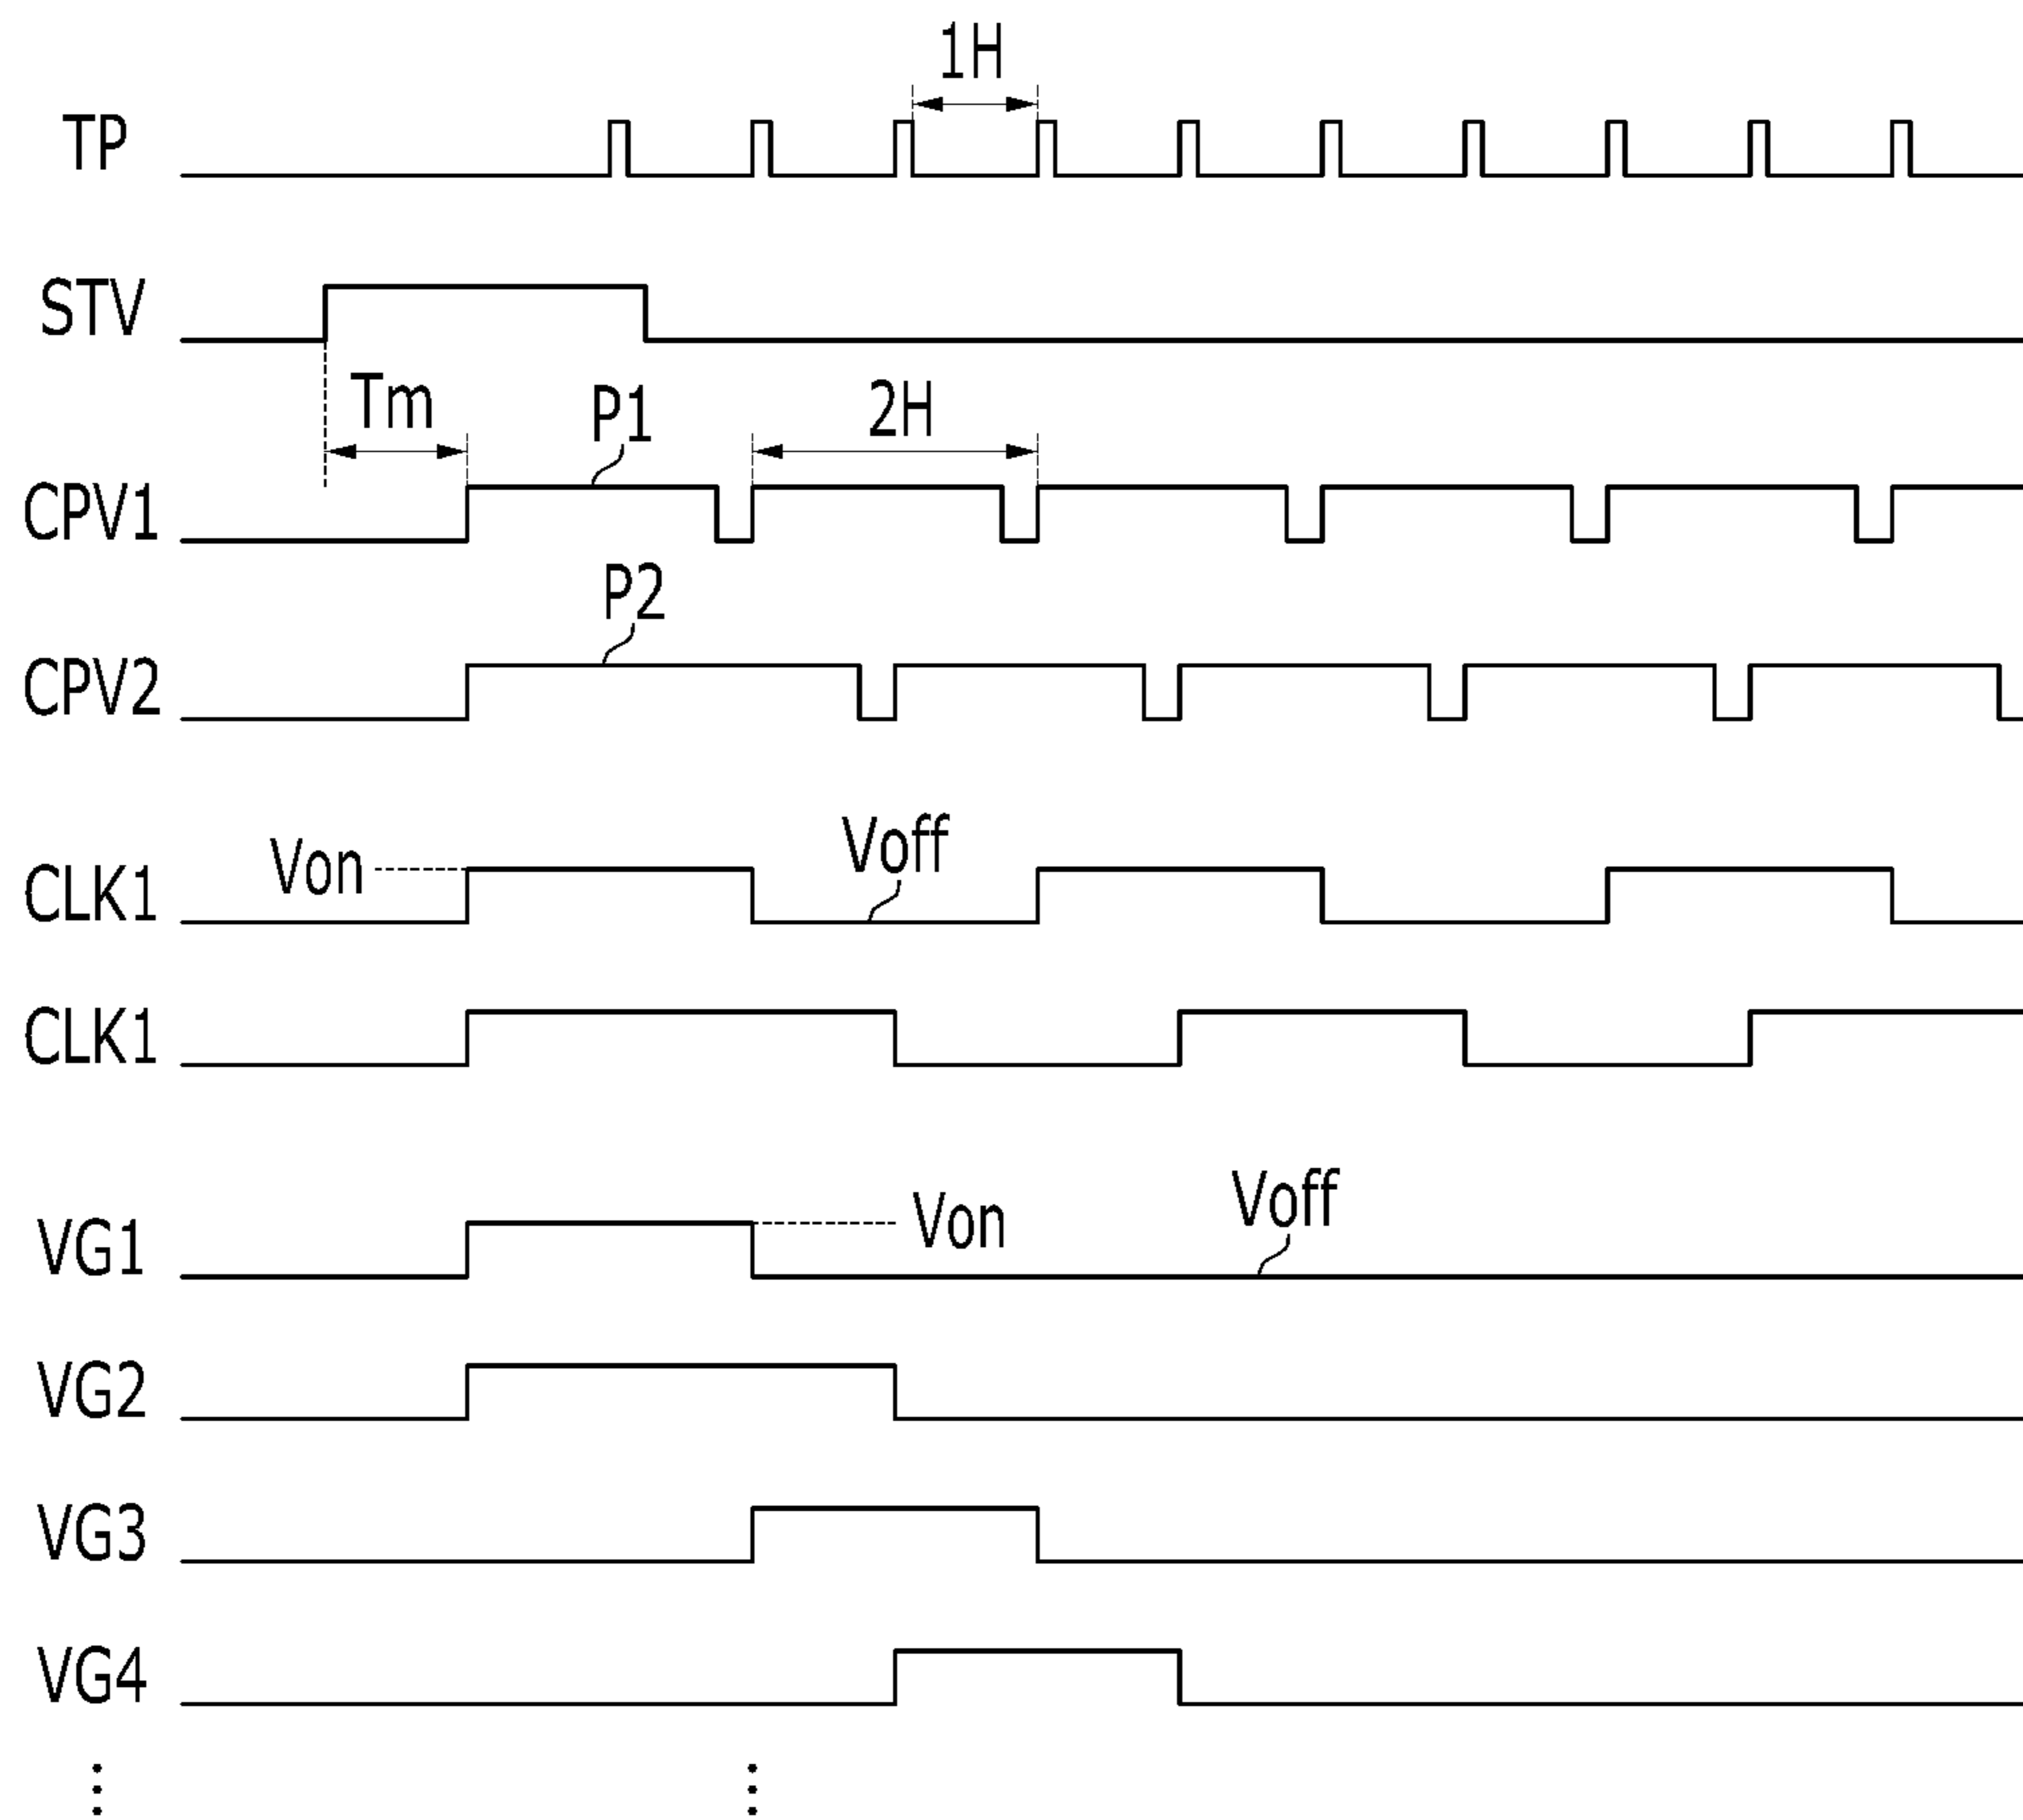 1H
TP
STV
Tm
P1
2H
CPV1
P2
CPV2
Von
Voff
CLK1
CLK1
VG1
Von
Voff
VG2
VG3
VG4